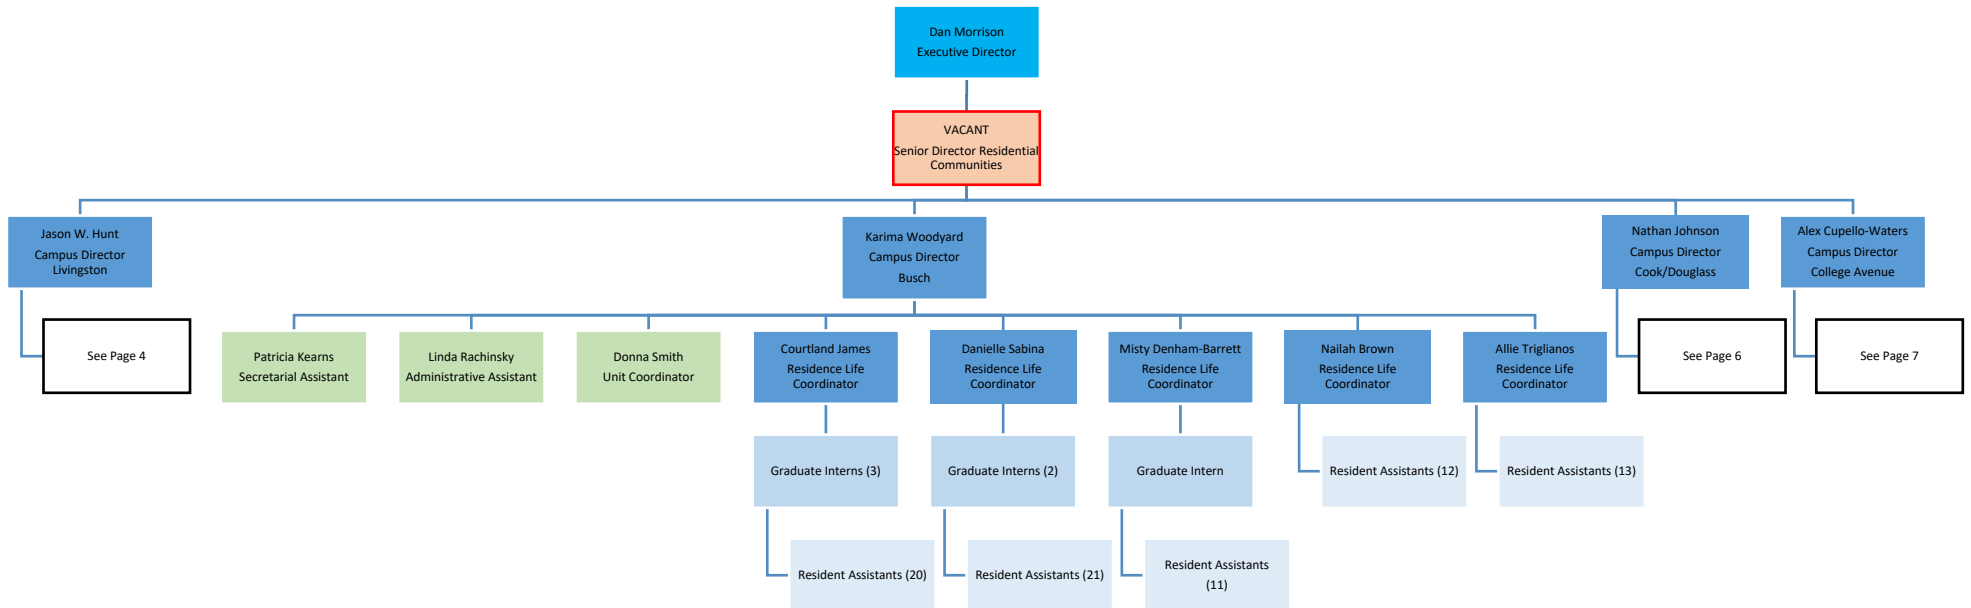 Dan Morrison
Executive Director
VACANT
Senior Director Residential
Communities
Jason W. Hunt
Campus Director
Livingston
Karima Woodyard
Campus Director
Busch
Nathan Johnson
Campus Director
Cook/Douglass
Alex Cupello-Waters
Campus Director
College Avenue
See Page 4
Patricia Kearns
Secretarial Assistant
Linda Rachinsky
Administrative Assistant
Donna Smith
Unit Coordinator
Courtland James
Residence Life
Coordinator
Danielle Sabina
Residence Life
Coordinator
Misty Denham-Barrett
Residence Life
Coordinator
Nailah Brown
Residence Life
Coordinator
Allie Triglianos
Residence Life
Coordinator
See Page 6
See Page 7
Graduate Interns (3)
Graduate Interns (2)
Graduate Intern
Resident Assistants (12)
Resident Assistants (13)
Resident Assistants (20)
Resident Assistants (21)
Resident Assistants
(11)